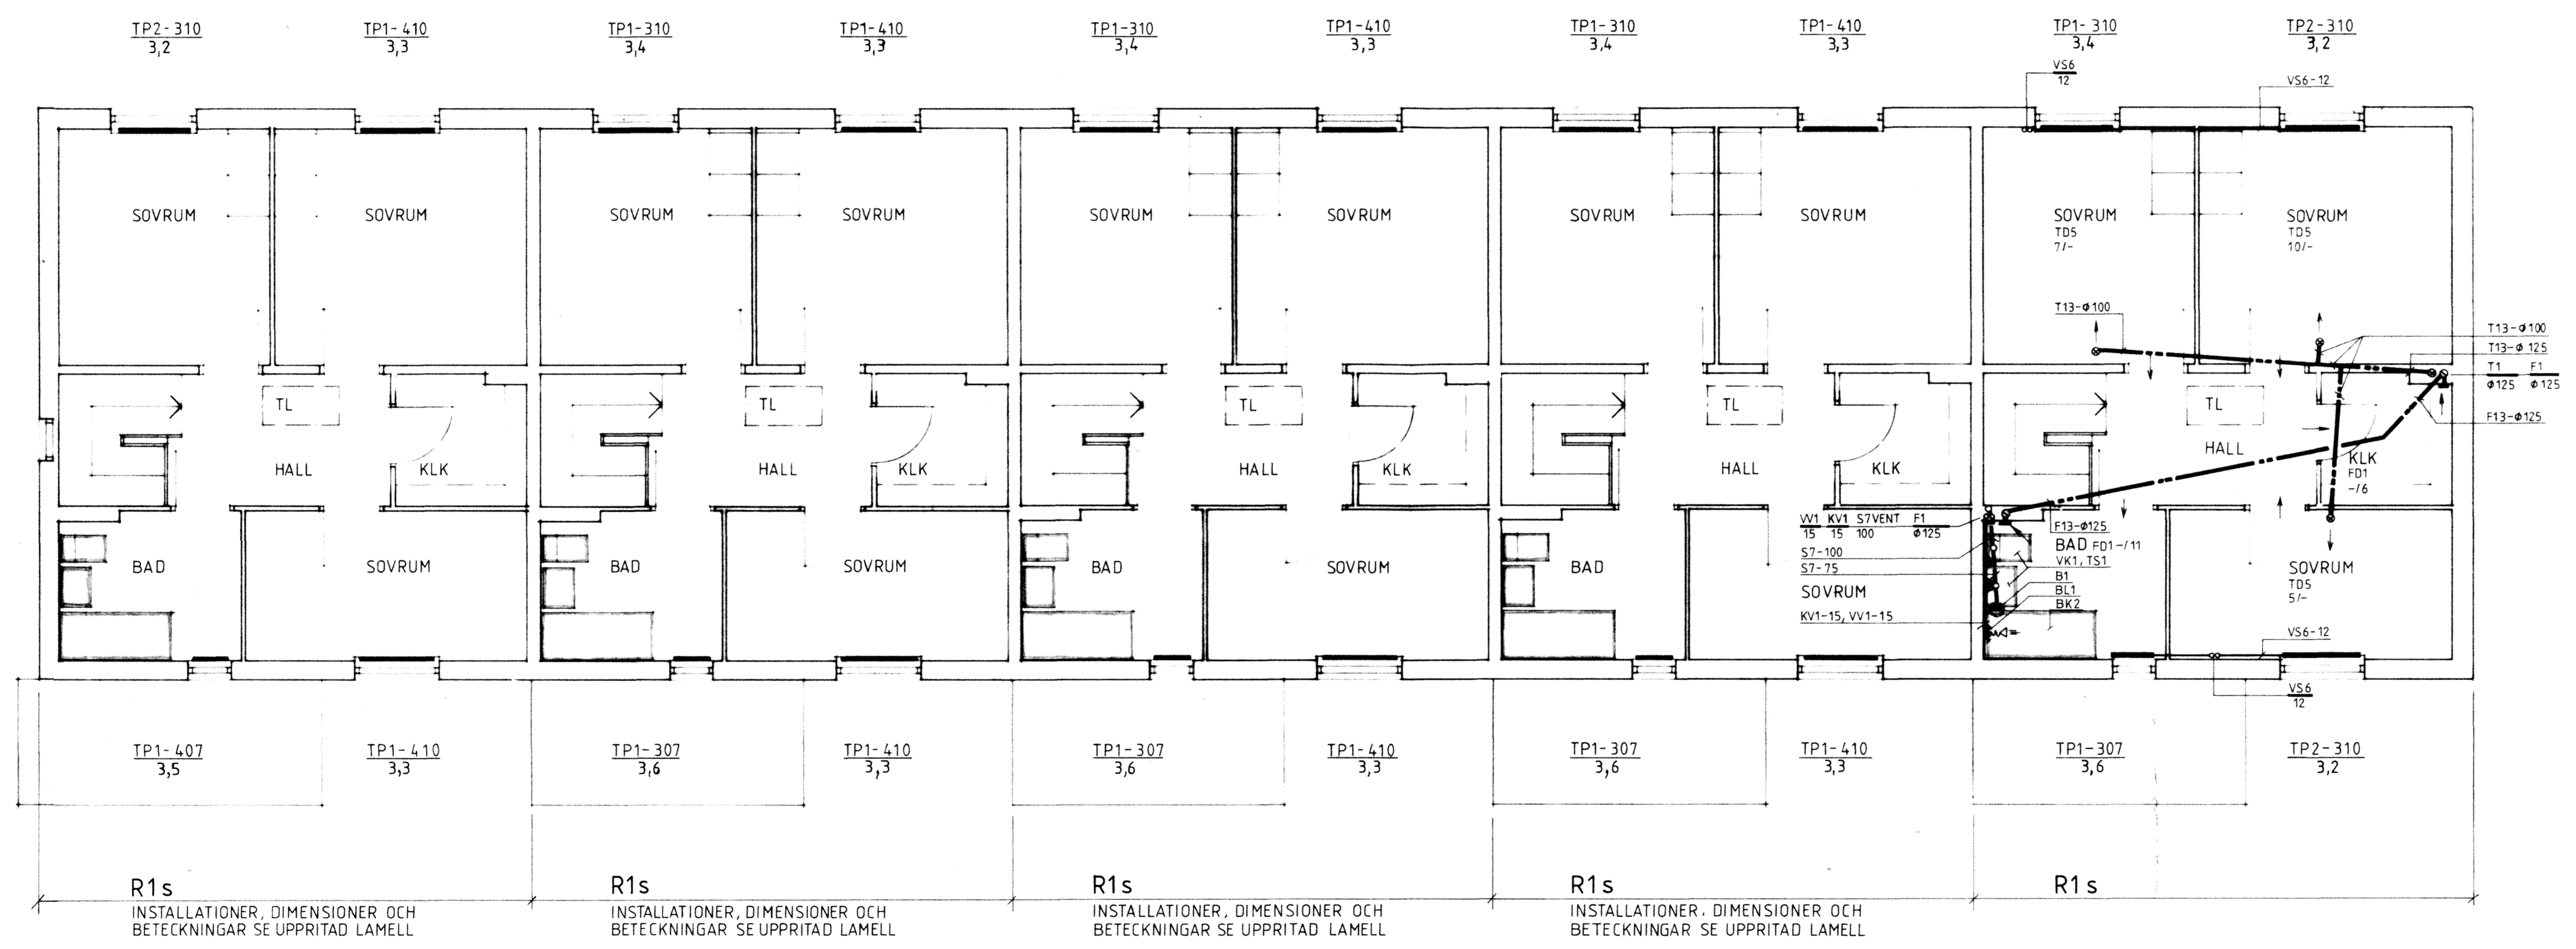 TP2-310
3,2
TP1-410
3,3
TP1-310
3,4
TP1-410
3,3
TP1-310
3,4
TP1-410
3,3
TP1-310
3,4
TP1-410
3,3
TP1-310
3,4
TP2-310
3,2
VS6
12
VS6-12
SOVRUM
SOVRUM
SOVRUM
SOVRUM
SOVRUM
SOVRUM
SOVRUM
SOVRUM
SOVRUM
TD5
7/-
SOVRUM
TD5
10/-
T13-ϕ100
T13-ϕ100
T13-ϕ125
T1
ϕ125
F1
ϕ125
F13-ϕ125
TL
TL
TL
TL
TL
HALL
KLK
HALL
KLK
HALL
KLK
HALL
KLK
HALL
KLK
FD1
-/6
VV1
15
KV1
15
S7VENT
100
F1
ϕ125
S7-100
S7-75
SOVRUM
KV1-15, VV1-15
F13-ϕ125
BAD FD1-/11
VK1, TS1
B1
BL1
BK2
BAD
SOVRUM
BAD
SOVRUM
BAD
SOVRUM
BAD
SOVRUM
TD5
5/-
VS6-12
VS6
12
TP1-407
3,5
TP1-410
3,3
TP1-307
3,6
TP1-410
3,3
TP1-307
3,6
TP1-410
3,3
TP1-307
3,6
TP1-410
3,3
TP1-307
3,6
TP2-310
3,2
R1s
INSTALLATIONER, DIMENSIONER OCH
BETECKNINGAR SE UPPRITAD LAMELL
R1s
INSTALLATIONER, DIMENSIONER OCH
BETECKNINGAR SE UPPRITAD LAMELL
R1s
INSTALLATIONER, DIMENSIONER OCH
BETECKNINGAR SE UPPRITAD LAMELL
R1s
INSTALLATIONER, DIMENSIONER OCH
BETECKNINGAR SE UPPRITAD LAMELL
R1s